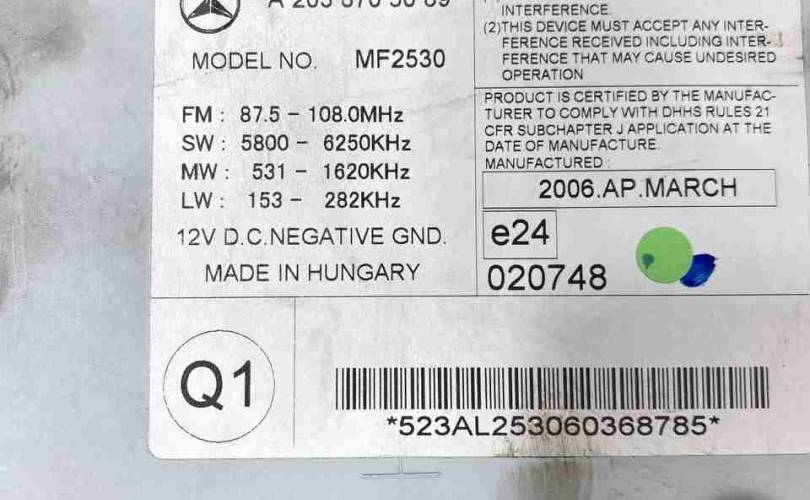 MODEL NO. MF2530
FM : 87.5 - 108.0MHz
SW : 5800 - 6250KHz
MW : 531 - 1620KHz
LW : 153 - 282KHz
12V D.C.NEGATIVE GND.
MADE IN HUNGARY
INTERFERENCE.
(2)THIS DEVICE MUST ACCEPT ANY INTER-
FERENCE RECEIVED INCLUDING INTER-
FERENCE THAT MAY CAUSE UNDESIRED
OPERATION
PRODUCT IS CERTIFIED BY THE MANUFAC-
TURER TO COMPLY WITH DHHS RULES 21
CFR SUBCHAPTER J APPLICATION AT THE
DATE OF MANUFACTURE.
MANUFACTURED :
2006.AP.MARCH
e24
020748
Q1
*523AL253060368785*